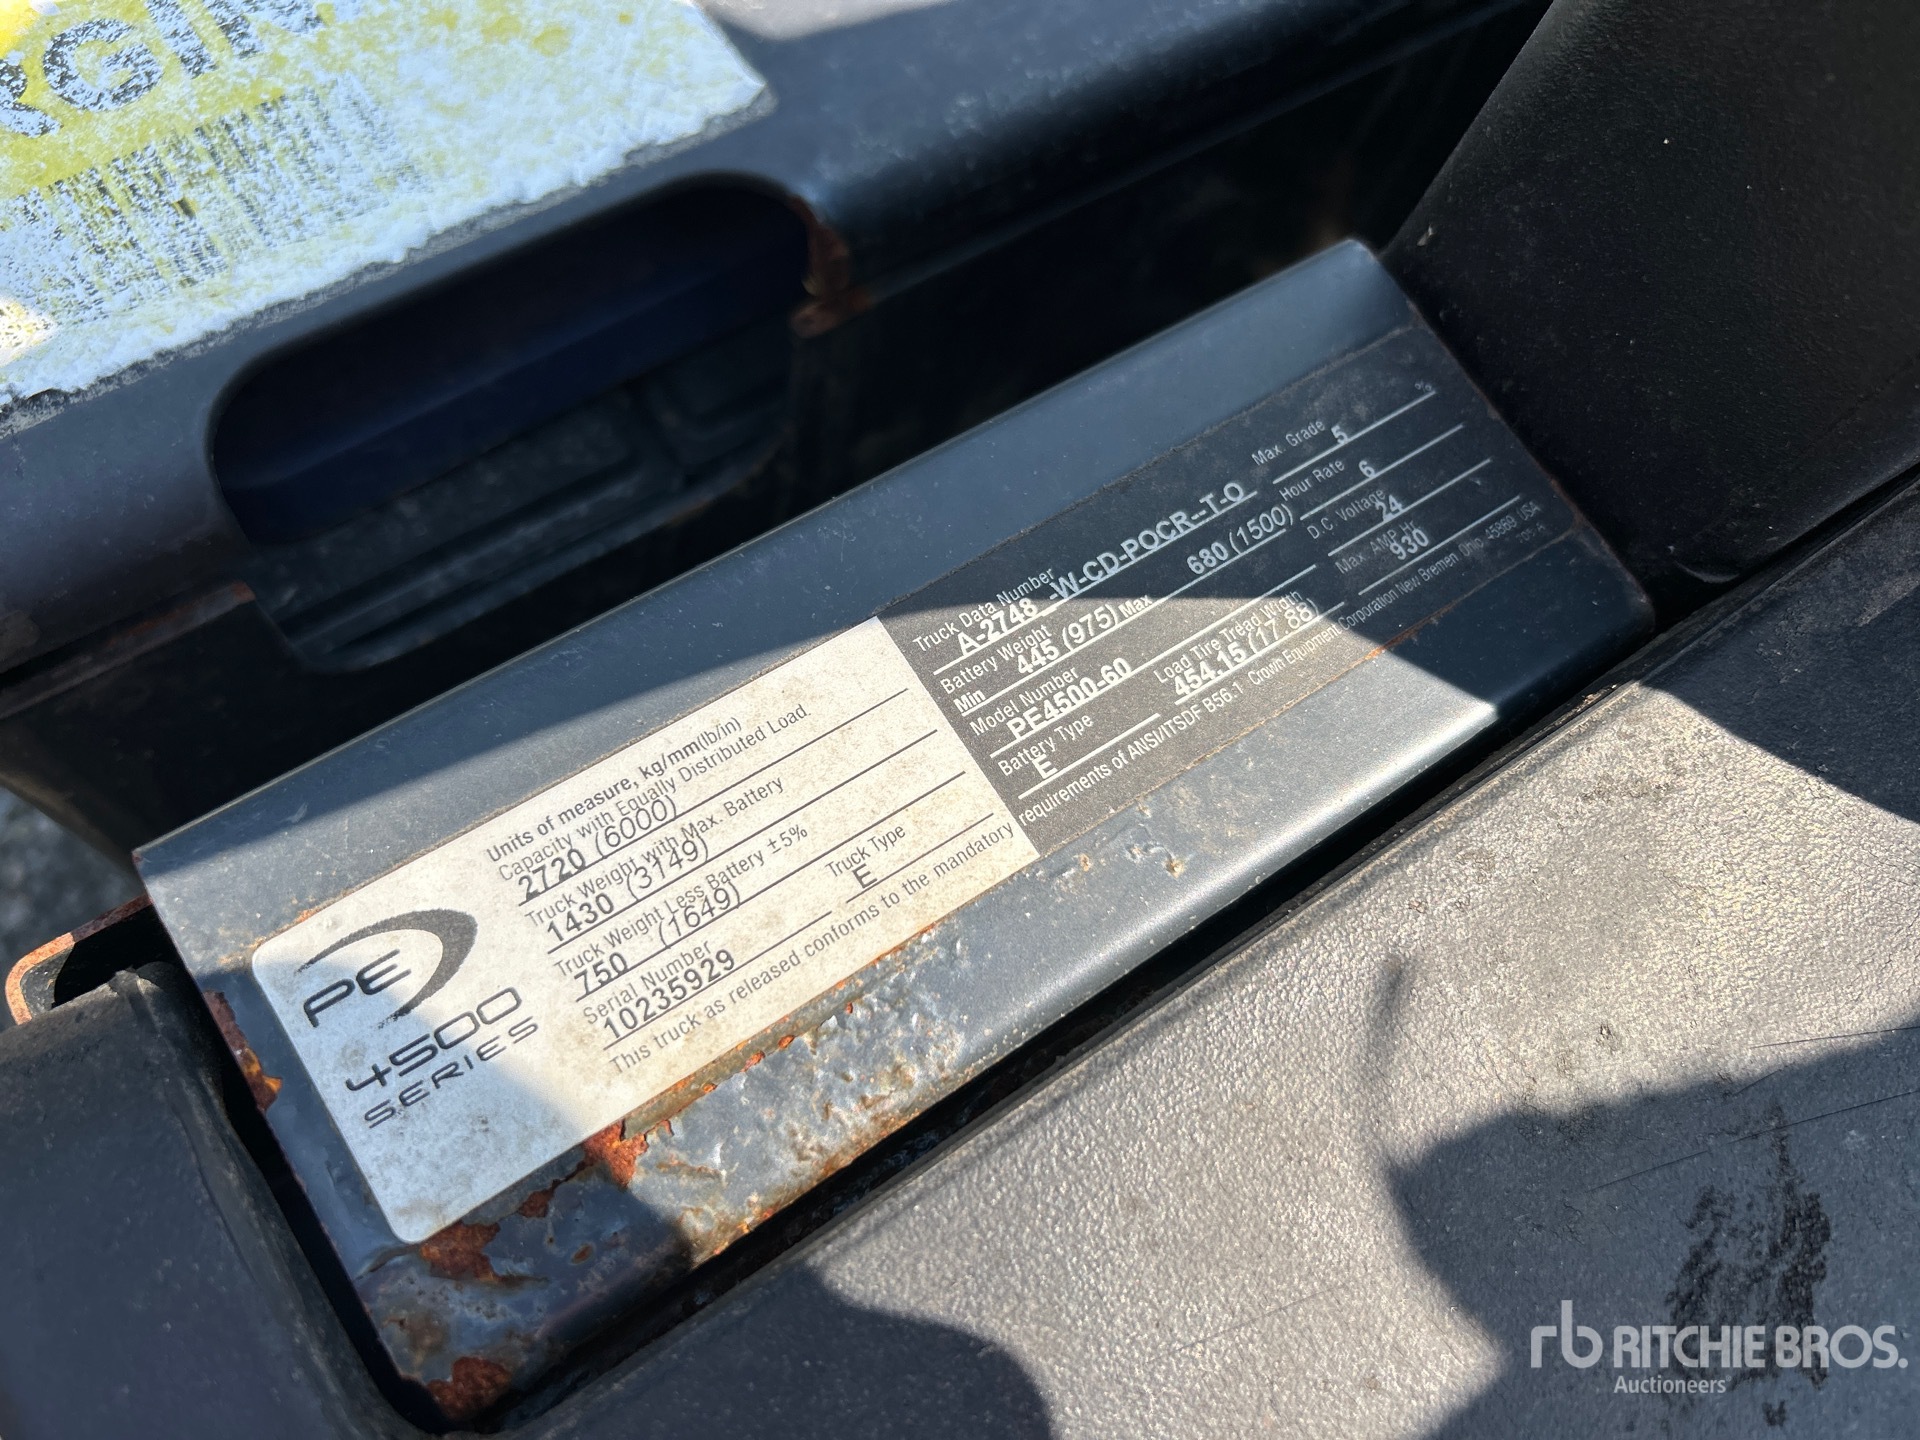 RGIN
PE
4500
SERIES
Units of measure, kg/mm(lb/in)
Capacity with Equally Distributed Load.
2720 (6000)
Truck Weight with Max. Battery
1430 (3149)
Truck Weight Less Battery ±5%
750 (1649)
Serial Number Truck Type
10235929 E
This truck as released conforms to the mandatory
Truck Data Number Max. Grade
A-2748 -W-CD-POCR--T-O 5 %
Battery Weight Hour Rate
Min 445 (975) Max 680 (1500) 6
Model Number Load Tire Tread Width D.C. Voltage
PE4500-60 454.15 (17.88) 24
Battery Type Max. AMP Hr.
E 930
requirements of ANSI/ITSDF B56.1 Crown Equipment Corporation New Bremen Ohio 45869 USA
rb RITCHIE BROS.
Auctioneers